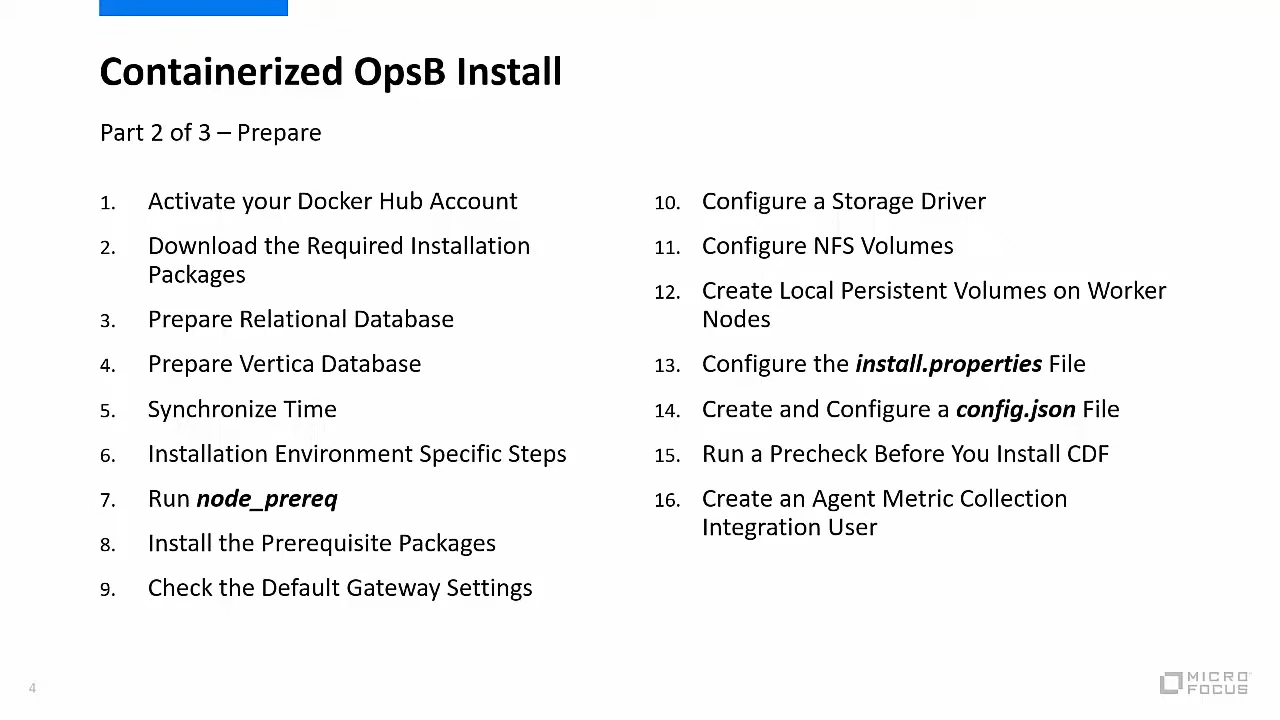 Containerized OpsB Install
Part 2 of 3 – Prepare
1. Activate your Docker Hub Account
2. Download the Required Installation
Packages
3. Prepare Relational Database
4. Prepare Vertica Database
5. Synchronize Time
6. Installation Environment Specific Steps
7. Run node_prereq
8. Install the Prerequisite Packages
9. Check the Default Gateway Settings
10. Configure a Storage Driver
11. Configure NFS Volumes
12. Create Local Persistent Volumes on Worker
Nodes
13. Configure the install.properties File
14. Create and Configure a config.json File
15. Run a Precheck Before You Install CDF
16. Create an Agent Metric Collection
Integration User
4
MICRO
FOCUS